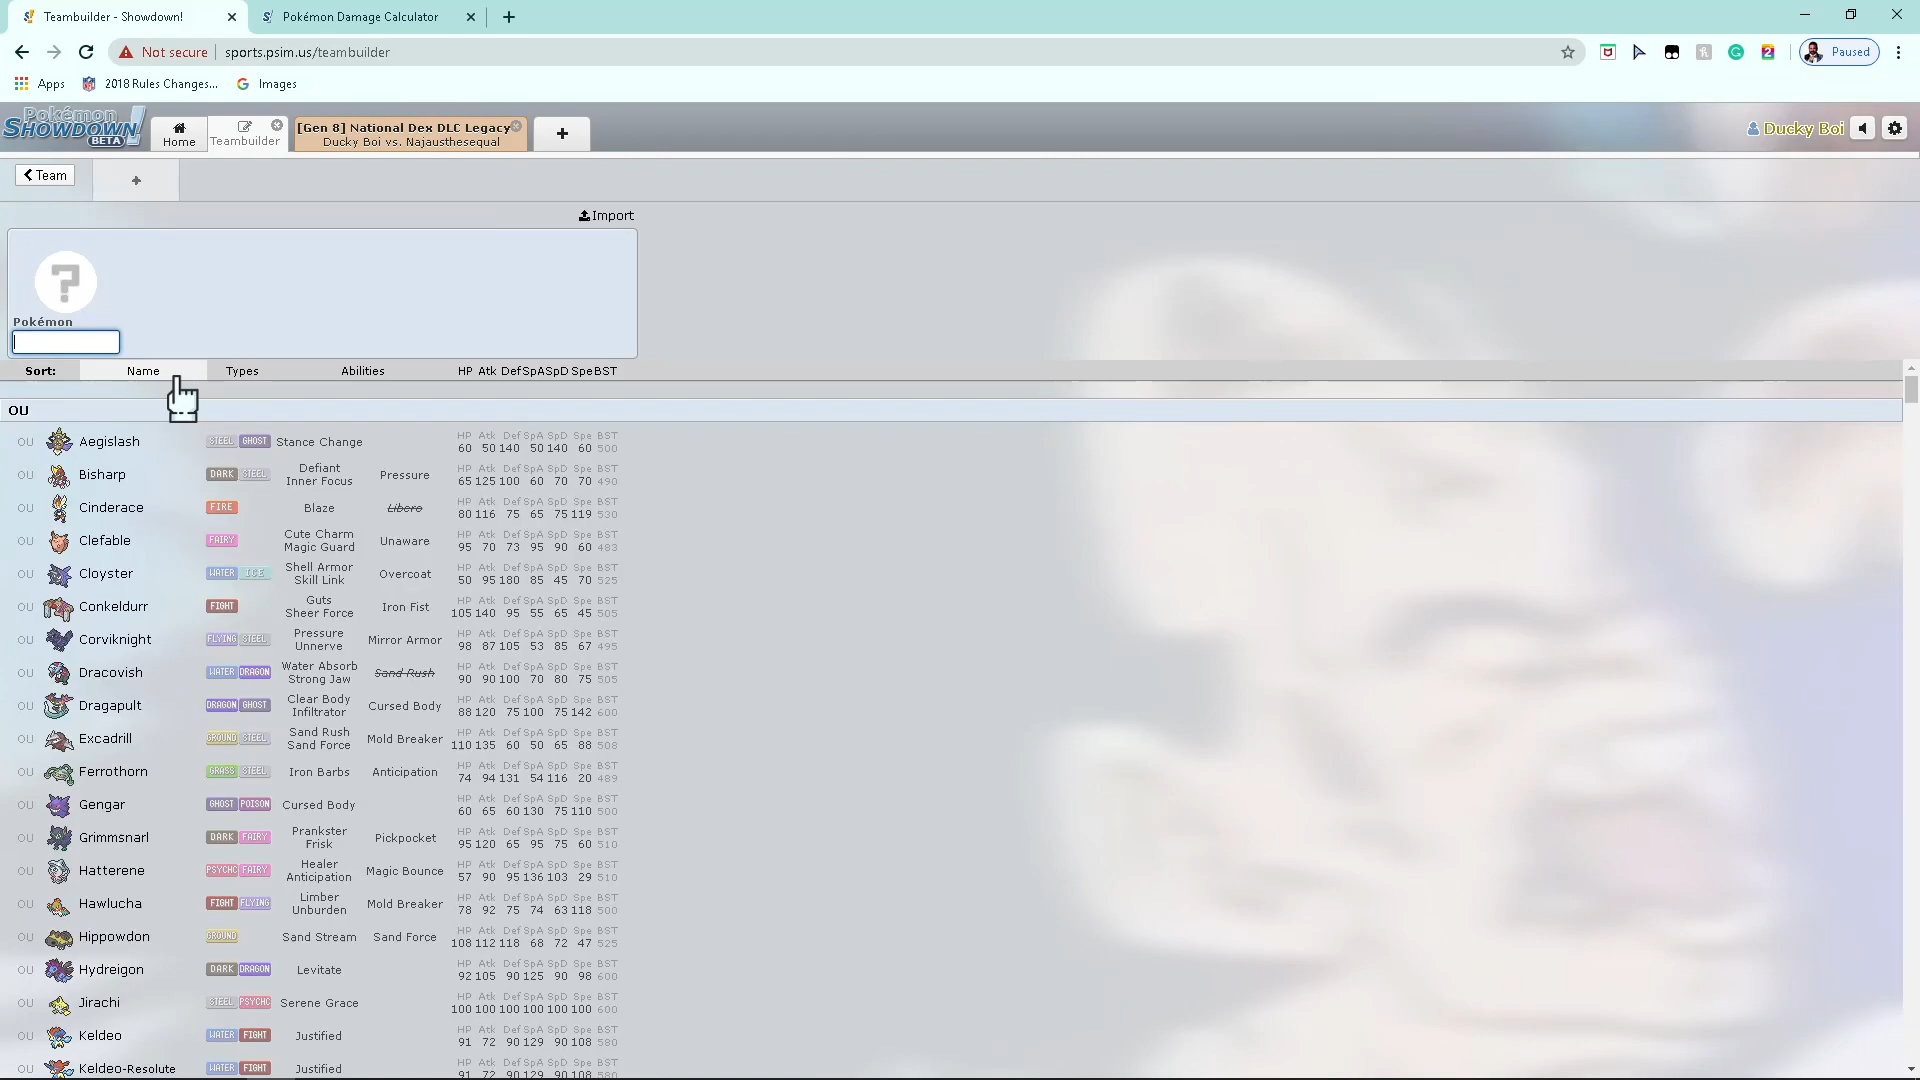 Teambuilder - Showdown!
Pokémon Damage Calculator
Not secure
sports.psim.us/teambuilder
Paused
Apps
2018 Rules Changes...
Images
Pokémon
SHOWDOWN!
BETA
Home
Teambuilder
[Gen 8] National Dex DLC Legacy
Ducky Boi vs. Najausthesequal
Ducky Boi
Team
Import
Pokémon
Sort: Name Types Abilities HP Atk Def SpA SpD Spe BST
OU
OU Aegislash STEEL GHOST Stance Change HP 60 Atk 50 Def 140 SpA 50 SpD 140 Spe 60 BST 500
OU Bisharp DARK STEEL Defiant Inner Focus Pressure HP 65 Atk 125 Def 100 SpA 60 SpD 70 Spe 70 BST 490
OU Cinderace FIRE Blaze Libero HP 80 Atk 116 Def 75 SpA 65 SpD 75 Spe 119 BST 530
OU Clefable FAIRY Cute Charm Magic Guard Unaware HP 95 Atk 70 Def 73 SpA 95 SpD 90 Spe 60 BST 483
OU Cloyster WATER ICE Shell Armor Skill Link Overcoat HP 50 Atk 95 Def 180 SpA 85 SpD 45 Spe 70 BST 525
OU Conkeldurr FIGHT Guts Sheer Force Iron Fist HP 105 Atk 140 Def 95 SpA 55 SpD 65 Spe 45 BST 505
OU Corviknight FLYING STEEL Pressure Unnerve Mirror Armor HP 98 Atk 87 Def 105 SpA 53 SpD 85 Spe 67 BST 495
OU Dracovish WATER DRAGON Water Absorb Strong Jaw Sand Rush HP 90 Atk 90 Def 100 SpA 70 SpD 80 Spe 75 BST 505
OU Dragapult DRAGON GHOST Clear Body Infiltrator Cursed Body HP 88 Atk 120 Def 75 SpA 100 SpD 75 Spe 142 BST 600
OU Excadrill GROUND STEEL Sand Rush Sand Force Mold Breaker HP 110 Atk 135 Def 60 SpA 50 SpD 65 Spe 88 BST 508
OU Ferrothorn GRASS STEEL Iron Barbs Anticipation HP 74 Atk 94 Def 131 SpA 54 SpD 116 Spe 20 BST 489
OU Gengar GHOST POISON Cursed Body HP 60 Atk 65 Def 60 SpA 130 SpD 75 Spe 110 BST 500
OU Grimmsnarl DARK FAIRY Prankster Frisk Pickpocket HP 95 Atk 120 Def 65 SpA 95 SpD 75 Spe 60 BST 510
OU Hatterene PSYCHC FAIRY Healer Anticipation Magic Bounce HP 57 Atk 90 Def 95 SpA 136 SpD 103 Spe 29 BST 510
OU Hawlucha FIGHT FLYING Limber Unburden Mold Breaker HP 78 Atk 92 Def 75 SpA 74 SpD 63 Spe 118 BST 500
OU Hippowdon GROUND Sand Stream Sand Force HP 108 Atk 112 Def 118 SpA 68 SpD 72 Spe 47 BST 525
OU Hydreigon DARK DRAGON Levitate HP 92 Atk 105 Def 90 SpA 125 SpD 90 Spe 98 BST 600
OU Jirachi STEEL PSYCHC Serene Grace HP 100 Atk 100 Def 100 SpA 100 SpD 100 Spe 100 BST 600
OU Keldeo WATER FIGHT Justified HP 91 Atk 72 Def 90 SpA 129 SpD 90 Spe 108 BST 580
OU Keldeo-Resolute WATER FIGHT Justified HP 91 Atk 72 Def 90 SpA 129 SpD 90 Spe 108 BST 580